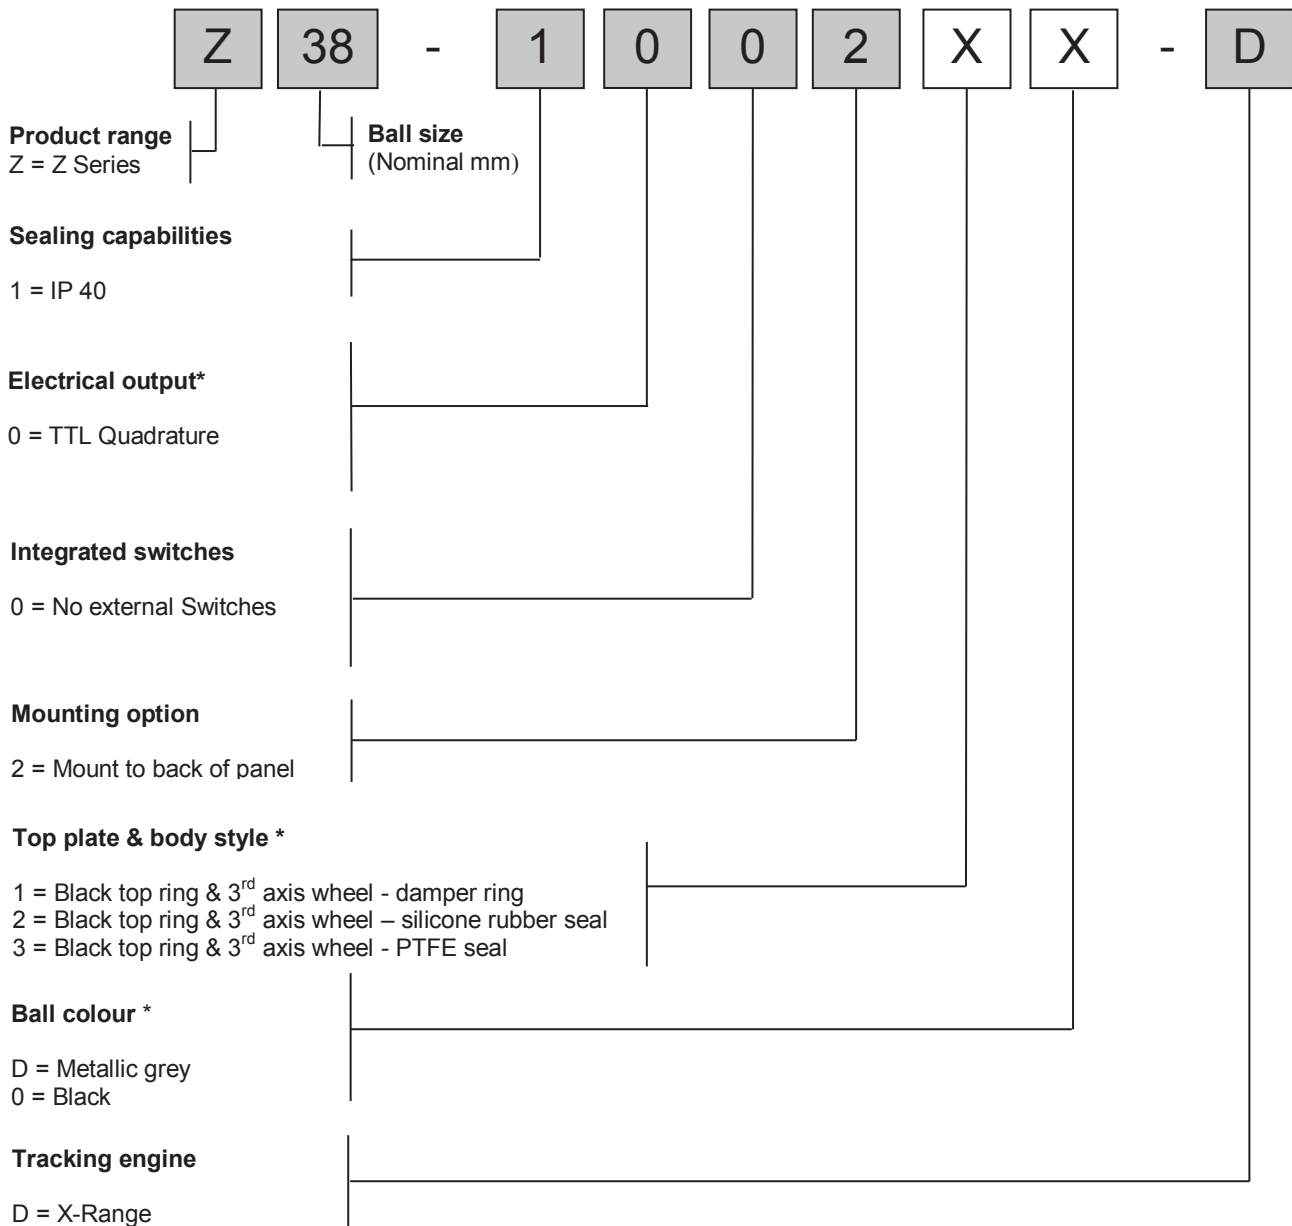 Z 38 - 1 0 0 2 X X - D
Product range
Z = Z Series
Ball size
(Nominal mm)
Sealing capabilities
1 = IP 40
Electrical output*
0 = TTL Quadrature
Integrated switches
0 = No external Switches
Mounting option
2 = Mount to back of panel
Top plate & body style *
1 = Black top ring & 3rd axis wheel - damper ring
2 = Black top ring & 3rd axis wheel – silicone rubber seal
3 = Black top ring & 3rd axis wheel - PTFE seal
Ball colour *
D = Metallic grey
0 = Black
Tracking engine
D = X-Range